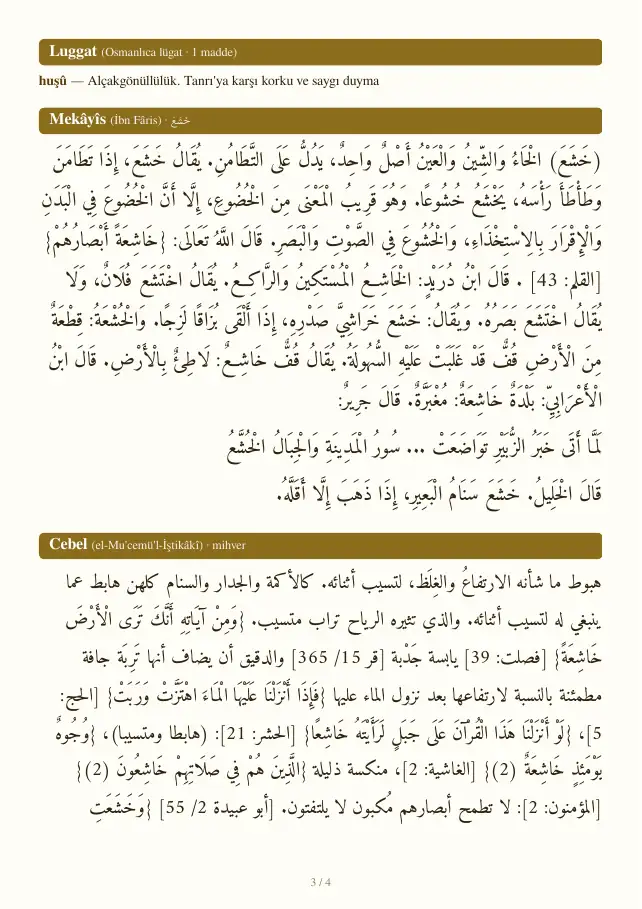 Luggat (Osmanlıca lügat · 1 madde)
huşû — Alçakgönüllülük. Tanrı'ya karşı korku ve saygı duyma
Mekâyîs (İbn Fâris) · خَشَعَ
(خَشَعَ) الْخَاءُ وَالشِّينُ وَالْعَيْنُ أَصْلٌ وَاحِدٌ، يَدُلُّ عَلَى التَّطَامُنِ. يُقَالُ خَشَعَ، إِذَا تَطَامَنَ
وَطَأْطَأَ رَأْسَهُ، يَخْشَعُ خُشُوعًا. وَهُوَ قَرِيبُ الْمَعْنَى مِنَ الْخُضُوعِ، إِلَّا أَنَّ الْخُضُوعَ فِي الْبَدَنِ
وَالْإِقْرَارَ بِالِاسْتِخْذَاءِ، وَالْخُشُوعَ فِي الصَّوْتِ وَالْبَصَرِ. قَالَ اللَّهُ تَعَالَى: {خَاشِعَةً أَبْصَارُهُمْ}
[القلم: 43] . قَالَ ابْنُ دُرَيْدٍ: الْخَاشِعُ الْمُسْتَكِينُ وَالرَّاكِعُ. يُقَالُ اخْتَشَعَ فُلَانٌ، وَلَا
يُقَالُ اخْتَشَعَ بَصَرُهُ. وَيُقَالُ: خَشَعَ خَرَاشِيَّ صَدْرِهِ، إِذَا أَلْقَى بُزَاقًا لَزِجًا. وَالْخُشْعَةُ: قِطْعَةٌ
مِنَ الْأَرْضِ قُفٌّ قَدْ غَلَبَتْ عَلَيْهِ السُّهُولَةُ. يُقَالُ قُفٌّ خَاشِعٌ: لَاطِئٌ بِالْأَرْضِ. قَالَ ابْنُ
الْأَعْرَابِيِّ: بَلْدَةٌ خَاشِعَةٌ: مُغْبَرَّةٌ. قَالَ جَرِيرٌ:
لَمَّا أَتَى خَبَرُ الزُّبَيْرِ تَوَاضَعَتْ ... سُورُ الْمَدِينَةِ وَالْجِبَالُ الْخُشَّعُ
قَالَ الْخَلِيلُ. خَشَعَ سَنَامُ الْبَعِيرِ، إِذَا ذَهَبَ إِلَّا أَقَلَّهُ.
Cebel (el-Mu'cemü'l-İştikâkî) · mihver
هبوط ما شأنه الارتفاعُ والغِلَظ، لتسيب أثنائه. كالأكمة والجدار والسنام كلهن هابط عما
ينبغي له لتسيب أثنائه. والذي تثيره الرياح تراب متسيب. {وَمِنْ آيَاتِهِ أَنَّكَ تَرَى الْأَرْضَ
خَاشِعَةً} [فصلت: 39] يابسة جَدْبة [قر 15/ 365] والدقيق أن يضاف أنها تَرِبَة جافة
مطمئنة بالنسبة لارتفاعها بعد نزول الماء عليها {فَإِذَا أَنْزَلْنَا عَلَيْهَا الْمَاءَ اهْتَزَّتْ وَرَبَتْ} [الحج:
5]، {لَوْ أَنْزَلْنَا هَذَا الْقُرْآنَ عَلَى جَبَلٍ لَرَأَيْتَهُ خَاشِعًا} [الحشر: 21]: (هابطا ومتسيبا)، {وُجُوهٌ
يَوْمَئِذٍ خَاشِعَةٌ (2)} [الغاشية: 2]، منكسة ذليلة {الَّذِينَ هُمْ فِي صَلَاتِهِمْ خَاشِعُونَ (2)}
[المؤمنون: 2]: لا تطمح أبصارهم مُكبون لا يلتفتون. [أبو عبيدة 2/ 55] {وَخَشَعَتِ
3 / 4